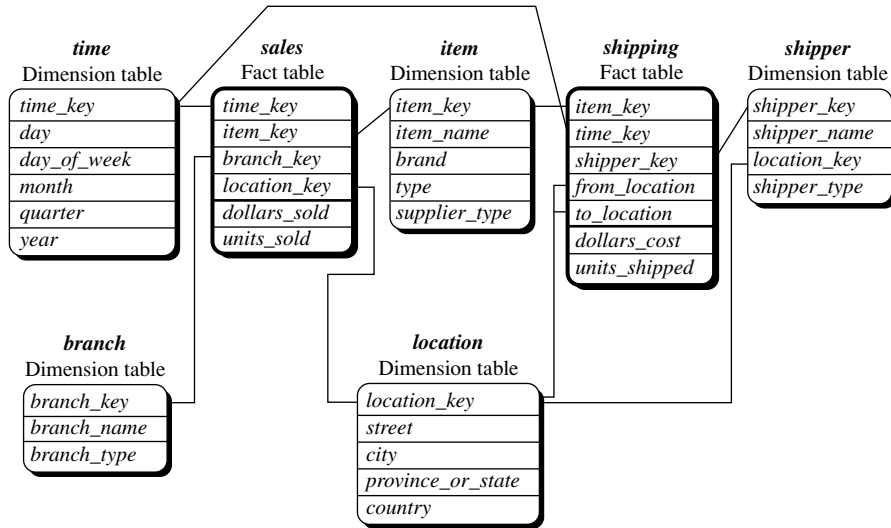 time
Dimension table
time_key
day
day_of_week
month
quarter
year
sales
Fact table
time_key
item_key
branch_key
location_key
dollars_sold
units_sold
item
Dimension table
item_key
item_name
brand
type
supplier_type
shipping
Fact table
item_key
time_key
shipper_key
from_location
to_location
dollars_cost
units_shipped
shipper
Dimension table
shipper_key
shipper_name
location_key
shipper_type
branch
Dimension table
branch_key
branch_name
branch_type
location
Dimension table
location_key
street
city
province_or_state
country